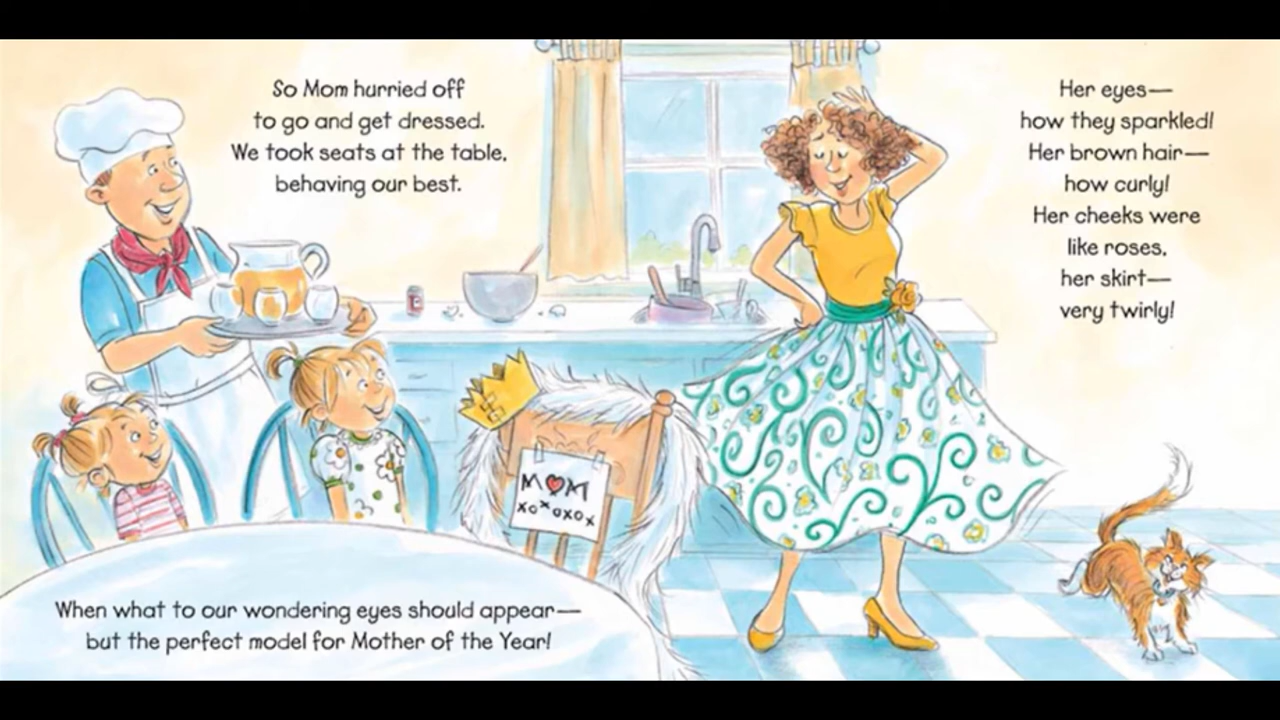 So Mom hurried off
to go and get dressed.
We took seats at the table,
behaving our best.
When what to our wondering eyes should appear—
but the perfect model for Mother of the Year!
MOM
xoxoxox
Her eyes—
how they sparkled!
Her brown hair—
how curly!
Her cheeks were
like roses,
her skirt—
very twirly!